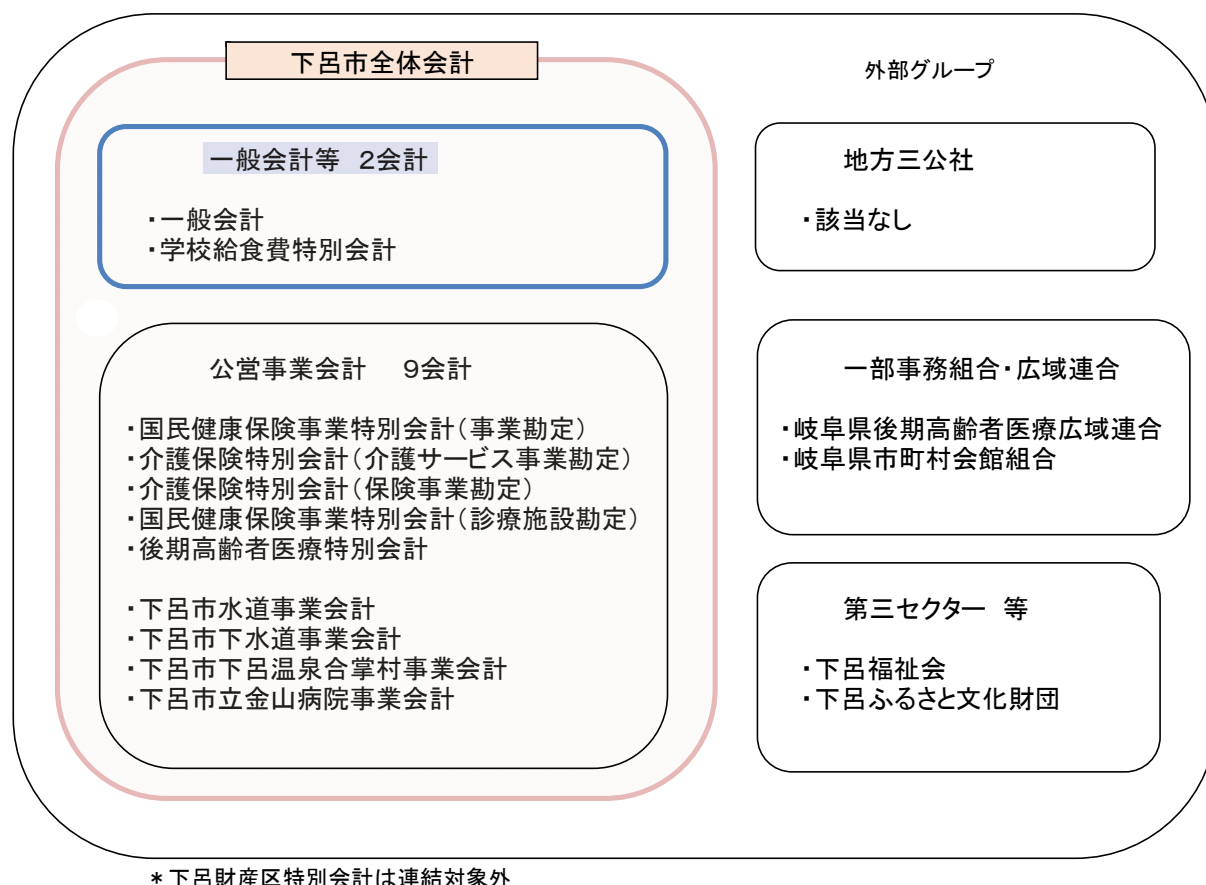 下呂市全体会計
一般会計等 2会計
・一般会計
・学校給食費特別会計
公営事業会計 9会計
・国民健康保険事業特別会計(事業勘定)
・介護保険特別会計(介護サービス事業勘定)
・介護保険特別会計(保険事業勘定)
・国民健康保険事業特別会計(診療施設勘定)
・後期高齢者医療特別会計
・下呂市水道事業会計
・下呂市下水道事業会計
・下呂市下呂温泉合掌村事業会計
・下呂市立金山病院事業会計
外部グループ
地方三公社
・該当なし
一部事務組合・広域連合
・岐阜県後期高齢者医療広域連合
・岐阜県市町村会館組合
第三セクター 等
・下呂福祉会
・下呂ふるさと文化財団
*下呂財産区特別会計は連結対象外